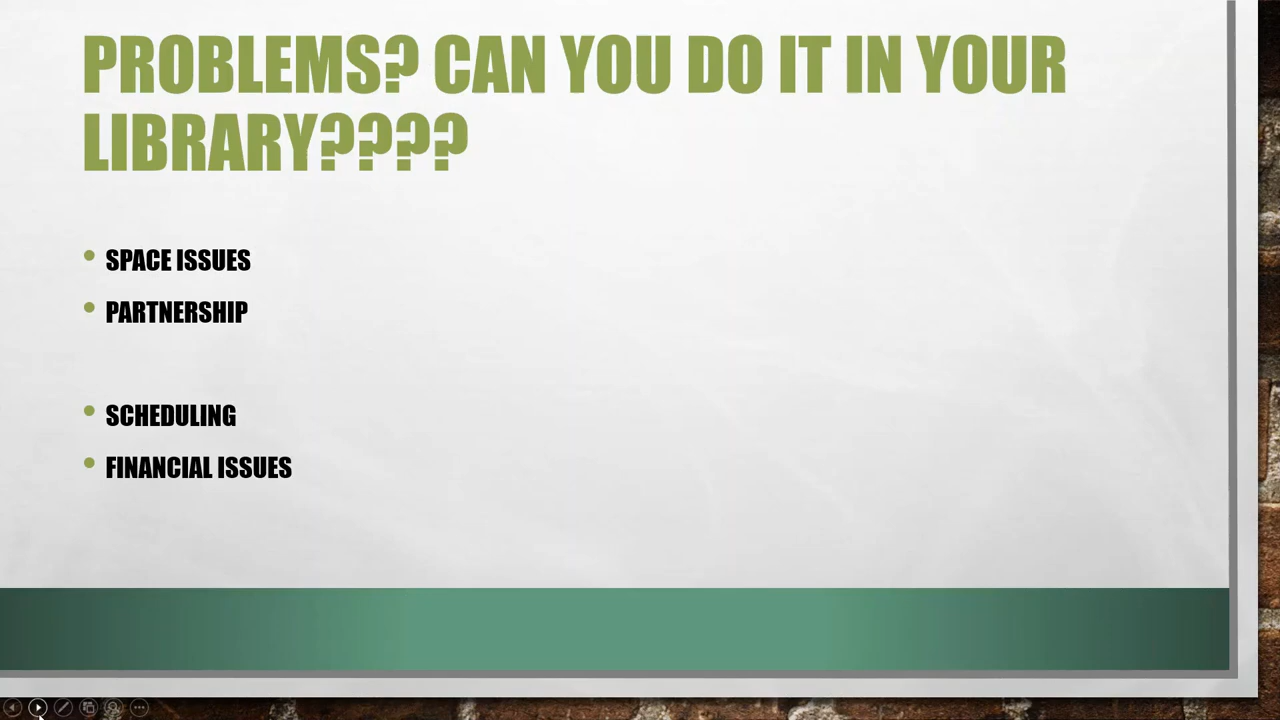 PROBLEMS? CAN YOU DO IT IN YOUR
LIBRARY????
• SPACE ISSUES
• PARTNERSHIP
• SCHEDULING
• FINANCIAL ISSUES